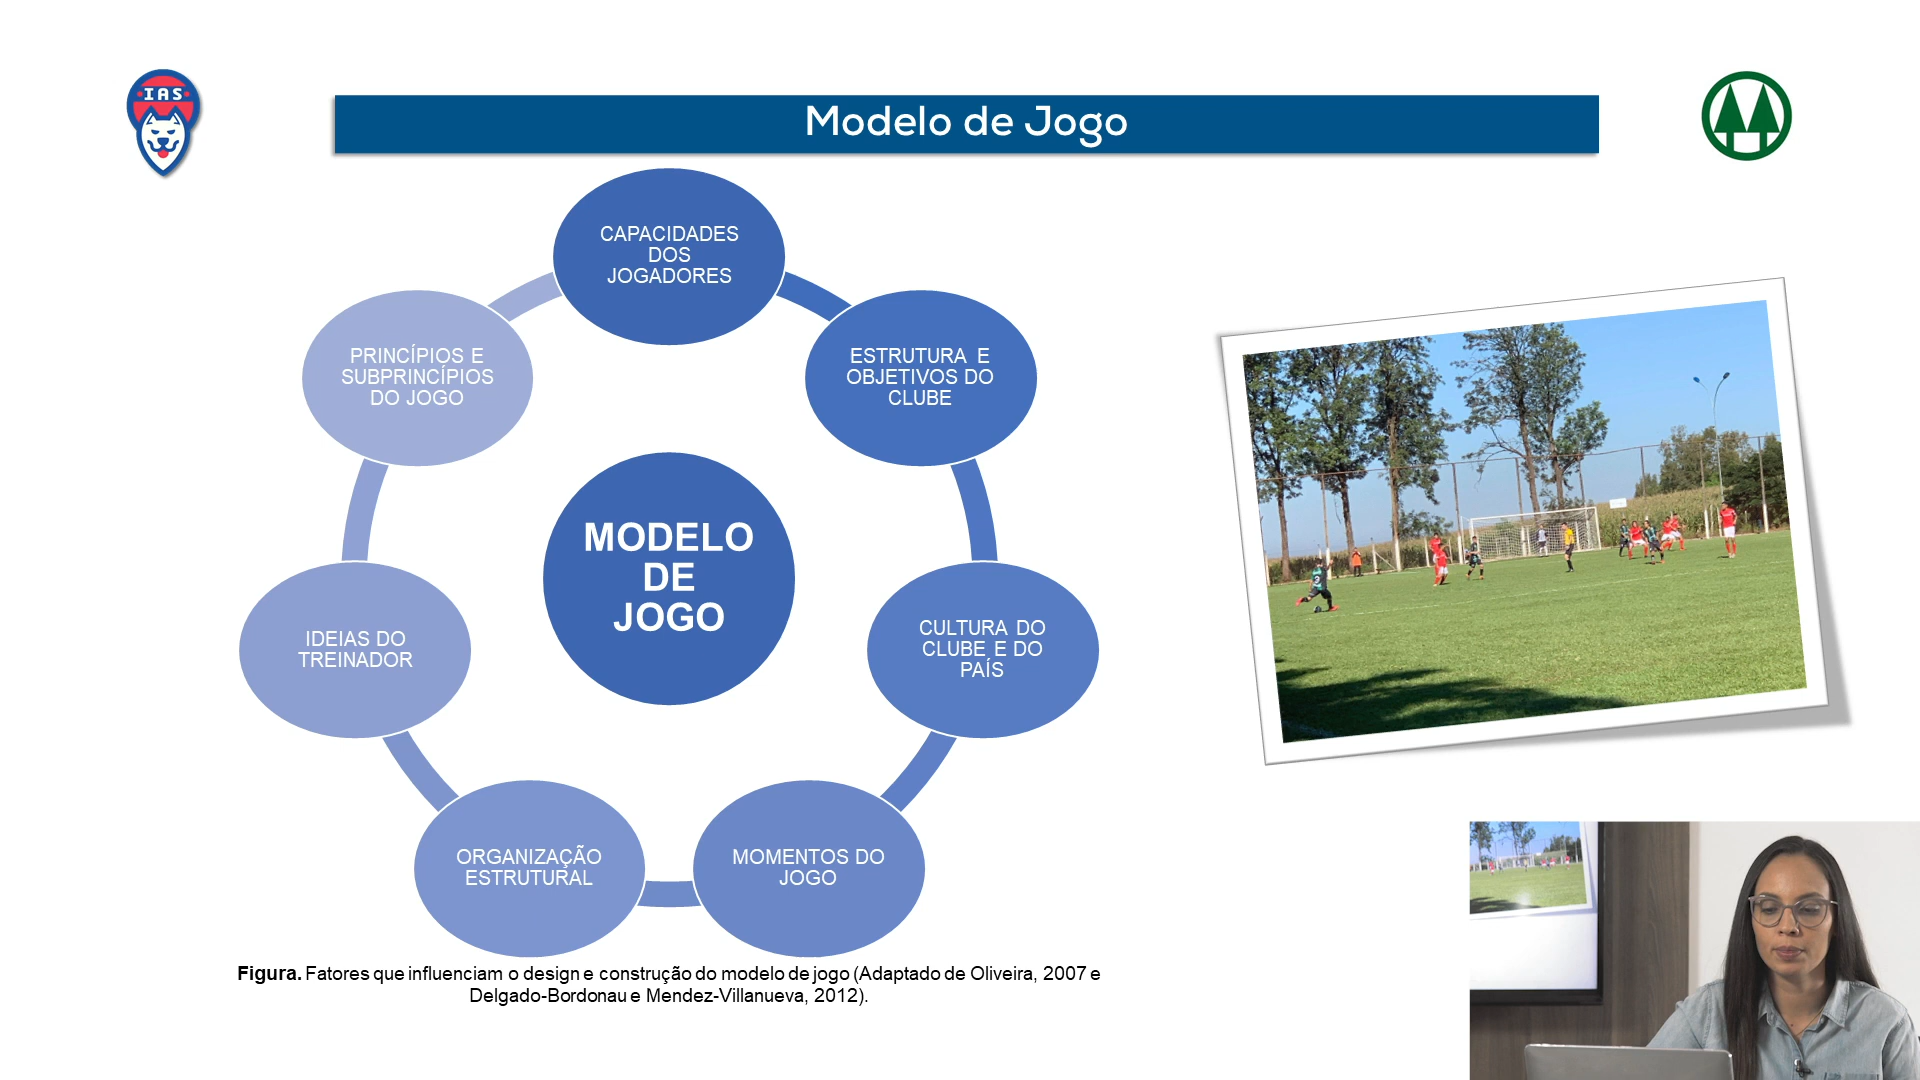 IAS
Modelo de Jogo
CAPACIDADES
DOS
JOGADORES
ESTRUTURA E
OBJETIVOS DO
CLUBE
CULTURA DO
CLUBE E DO
PAÍS
MOMENTOS DO
JOGO
ORGANIZAÇÃO
ESTRUTURAL
IDEIAS DO
TREINADOR
PRINCÍPIOS E
SUBPRINCÍPIOS
DO JOGO
MODELO
DE
JOGO
2
Figura. Fatores que influenciam o design e construção do modelo de jogo (Adaptado de Oliveira, 2007 e
Delgado-Bordonau e Mendez-Villanueva, 2012).